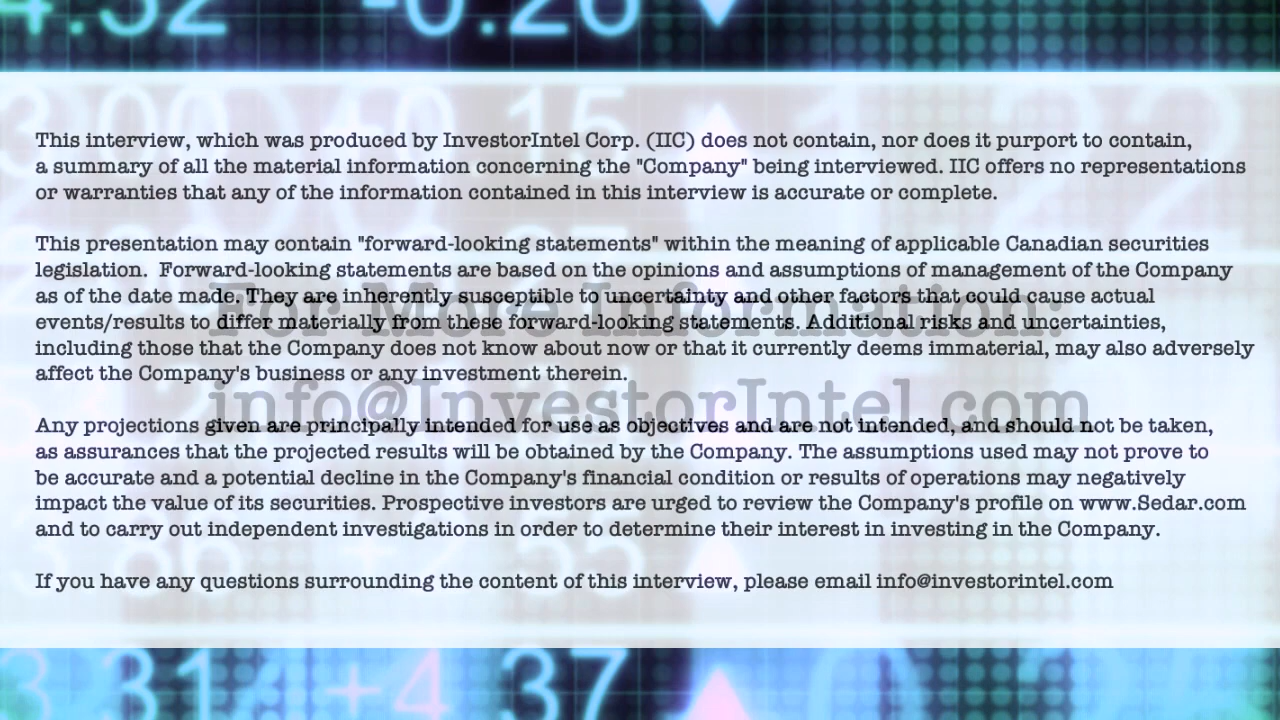 4.52 -0.26
3.00 +0.15
This interview, which was produced by InvestorIntel Corp. (IIC) does not contain, nor does it purport to contain,
a summary of all the material information concerning the "Company" being interviewed. IIC offers no representations
or warranties that any of the information contained in this interview is accurate or complete.
This presentation may contain "forward-looking statements" within the meaning of applicable Canadian securities
legislation.  Forward-looking statements are based on the opinions and assumptions of management of the Company
as of the date made. They are inherently susceptible to uncertainty and other factors that could cause actual
events/results to differ materially from these forward-looking statements. Additional risks and uncertainties,
including those that the Company does not know about now or that it currently deems immaterial, may also adversely
affect the Company's business or any investment therein.
For More Information:
info@InvestorIntel.com
Any projections given are principally intended for use as objectives and are not intended, and should not be taken,
as assurances that the projected results will be obtained by the Company. The assumptions used may not prove to
be accurate and a potential decline in the Company's financial condition or results of operations may negatively
impact the value of its securities. Prospective investors are urged to review the Company's profile on www.Sedar.com
and to carry out independent investigations in order to determine their interest in investing in the Company.
If you have any questions surrounding the content of this interview, please email info@investorintel.com
3.31 +4.37